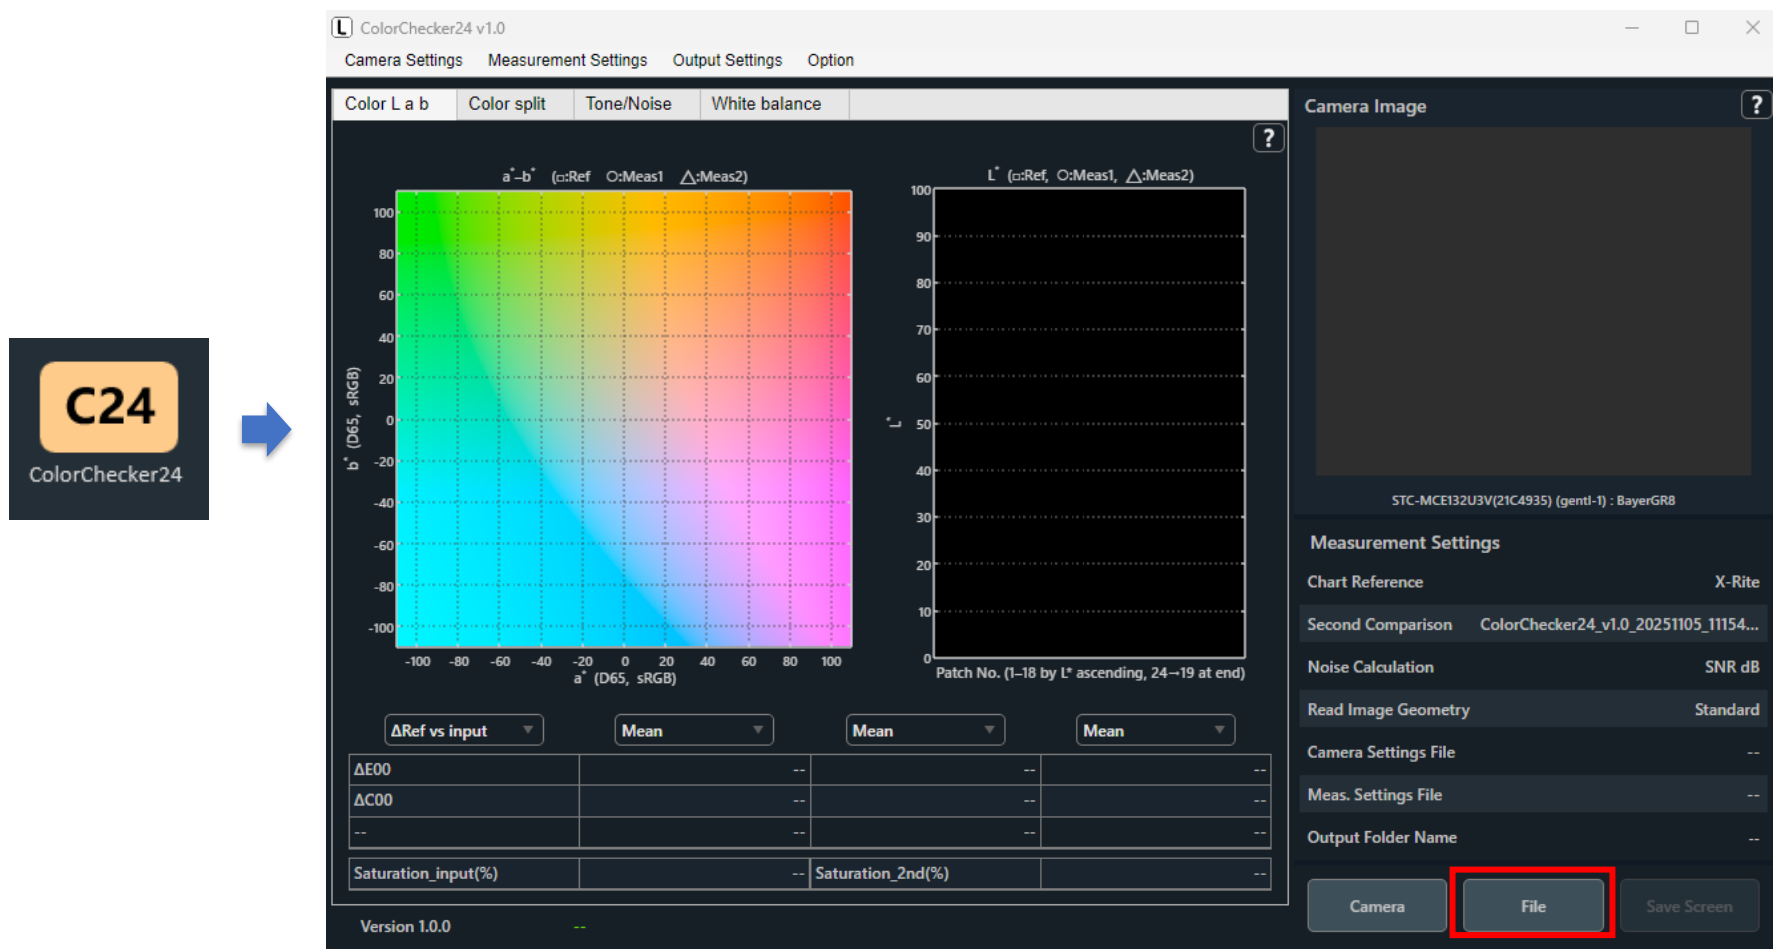 C24
ColorChecker24
L ColorChecker24 v1.0
Camera Settings Measurement Settings Output Settings Option
Color L a b Color split Tone/Noise White balance
?
a*–b* (□:Ref O:Meas1 △:Meas2)
100
80
60
40
20
0
-20
-40
-60
-80
-100
b* (D65, sRGB)
-100 -80 -60 -40 -20 0 20 40 60 80 100
a* (D65, sRGB)
L* (□:Ref, O:Meas1, △:Meas2)
100
90
80
70
60
50
40
30
20
10
0
L*
Patch No. (1–18 by L* ascending, 24→19 at end)
ΔRef vs input Mean Mean Mean
ΔE00 -- -- --
ΔC00 -- -- --
-- -- -- --
Saturation_input(%) -- Saturation_2nd(%) --
Version 1.0.0 --
Camera Image ?
STC-MCE132U3V(21C4935) (gentl-1) : BayerGR8
Measurement Settings
Chart Reference X-Rite
Second Comparison ColorChecker24_v1.0_20251105_11154...
Noise Calculation SNR dB
Read Image Geometry Standard
Camera Settings File --
Meas. Settings File --
Output Folder Name --
Camera File Save Screen